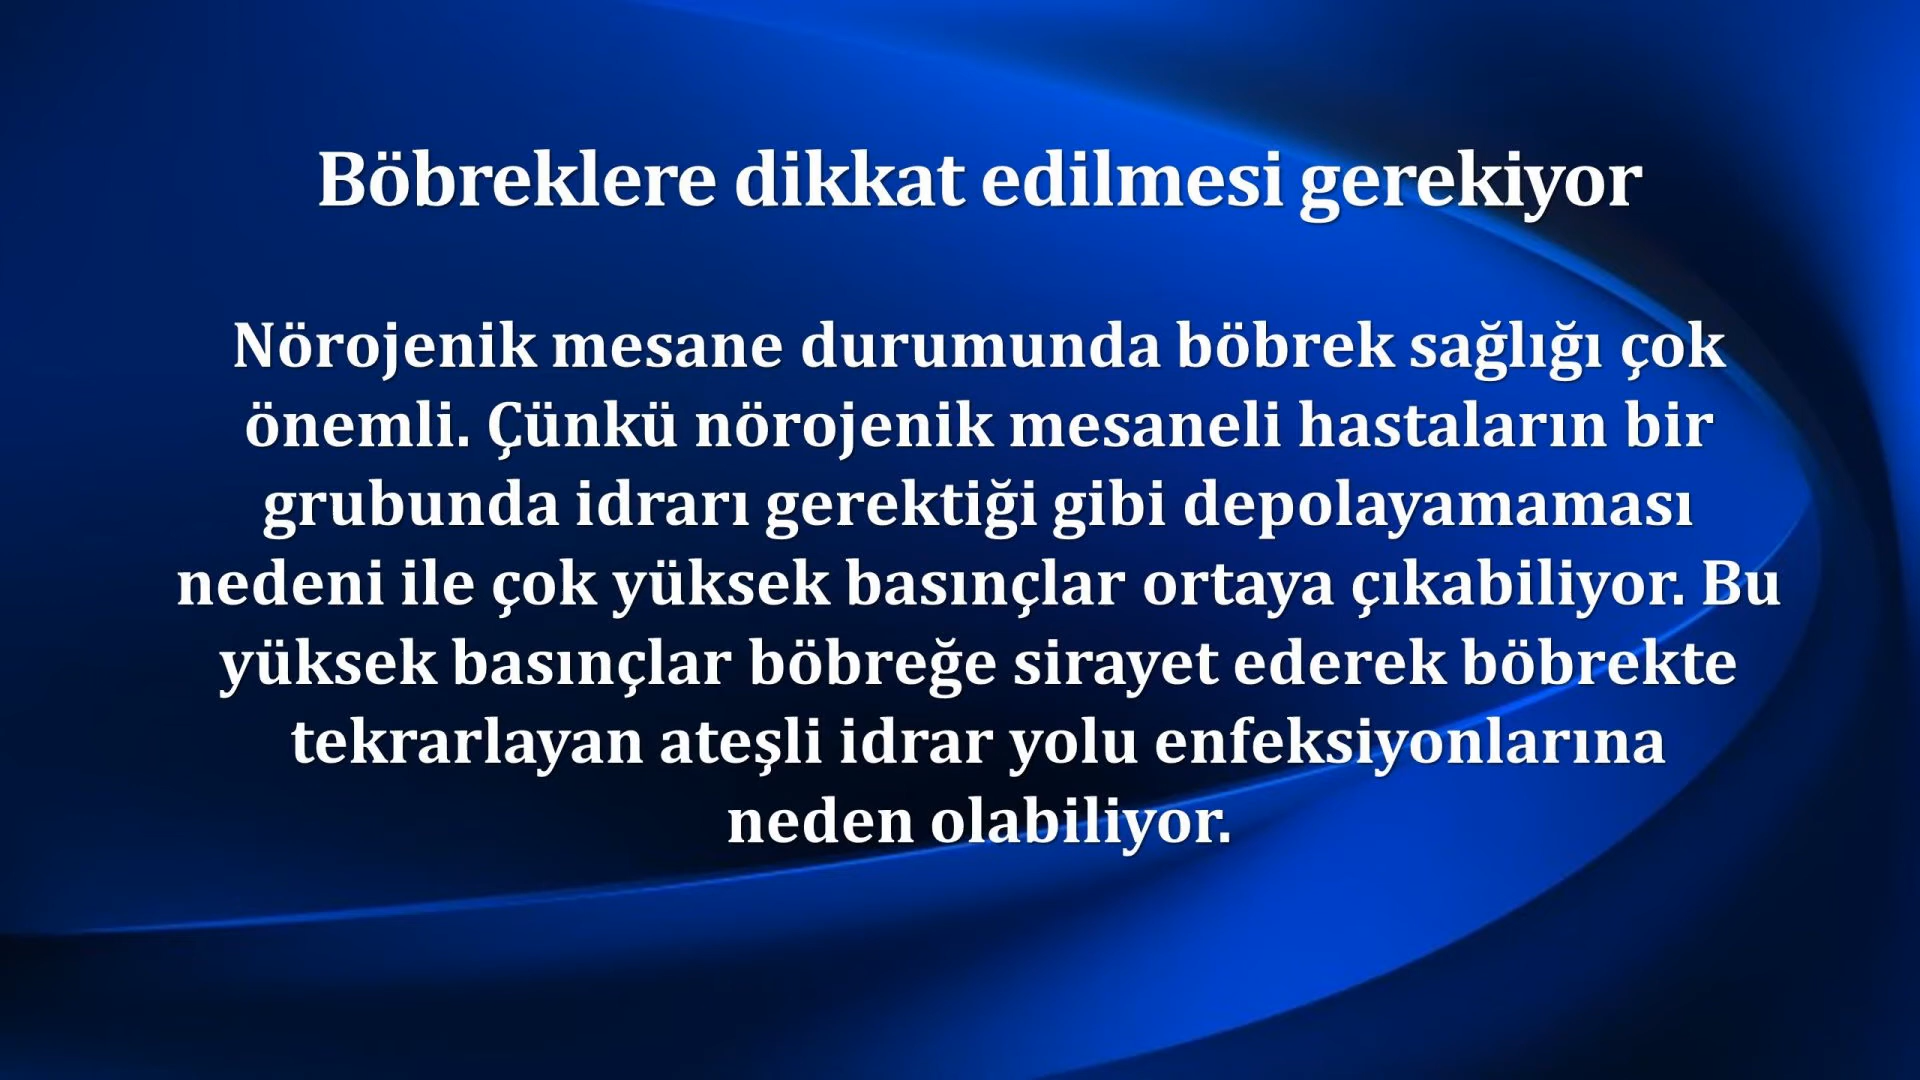 Böbreklere dikkat edilmesi gerekiyor
Nörojenik mesane durumunda böbrek sağlığı çok
önemli. Çünkü nörojenik mesaneli hastaların bir
grubunda idrarı gerektiği gibi depolayamaması
nedeni ile çok yüksek basınçlar ortaya çıkabiliyor. Bu
yüksek basınçlar böbreğe sirayet ederek böbrekte
tekrarlayan ateşli idrar yolu enfeksiyonlarına
neden olabiliyor.